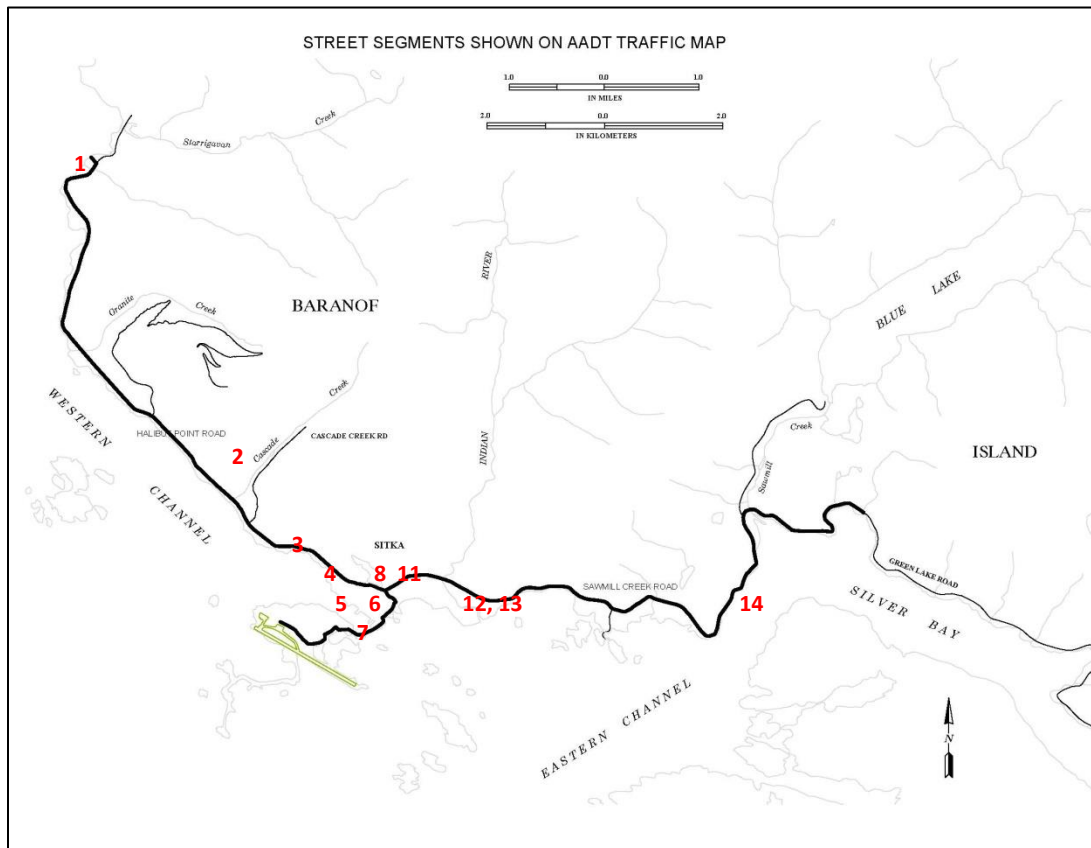 STREET SEGMENTS SHOWN ON AADT TRAFFIC MAP
1.0 0.0 1.0
IN MILES
2.0 0.0 2.0
IN KILOMETERS
Starrigavan Creek
1
INDIAN RIVER
BLUE LAKE
BARANOF
Granite Creek
WESTERN CHANNEL
HALIBUT POINT ROAD
CASCADE CREEK RD
Cascade Creek
2
Sawmill Creek
ISLAND
3
SITKA
4
8
11
5
6
12, 13
7
SAWMILL CREEK ROAD
14
GREEN LAKE ROAD
SILVER BAY
EASTERN CHANNEL
N